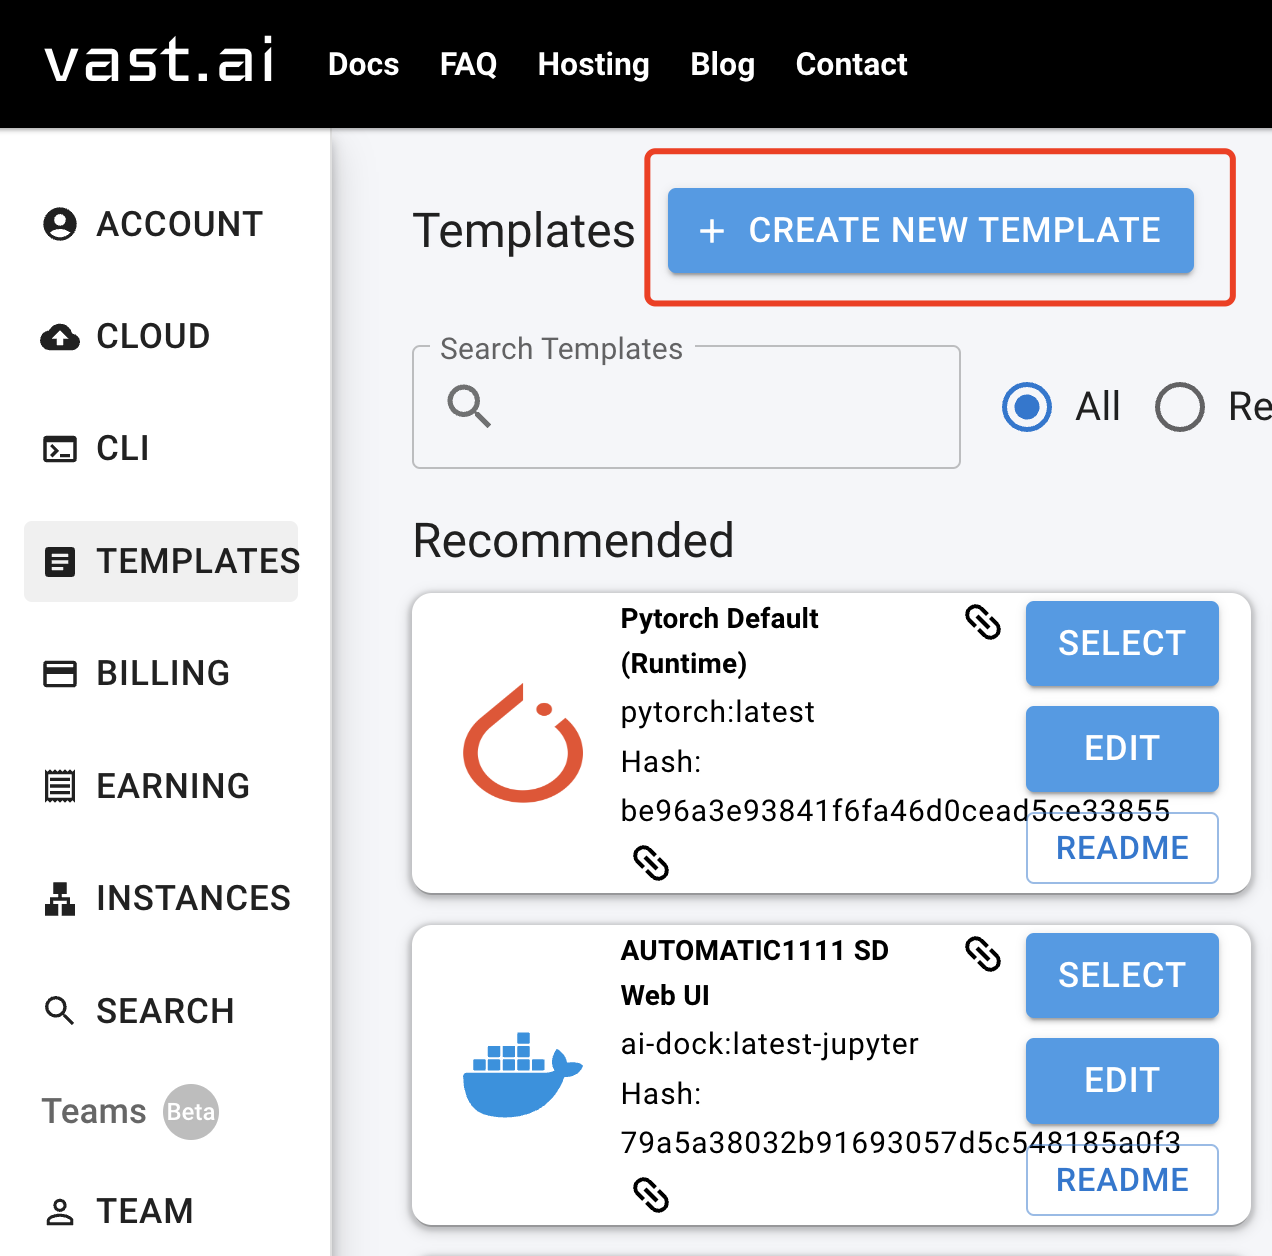 vast.ai Docs FAQ Hosting Blog Contact
ACCOUNT
CLOUD
CLI
TEMPLATES
BILLING
EARNING
INSTANCES
SEARCH
Teams Beta
TEAM
Templates + CREATE NEW TEMPLATE
Search Templates
All Re
Recommended
Pytorch Default
(Runtime)
pytorch:latest
Hash:
be96a3e93841f6fa46d0cead5ce33855
SELECT
EDIT
README
AUTOMATIC1111 SD
Web UI
ai-dock:latest-jupyter
Hash:
79a5a38032b91693057d5c548185a0f3
SELECT
EDIT
README